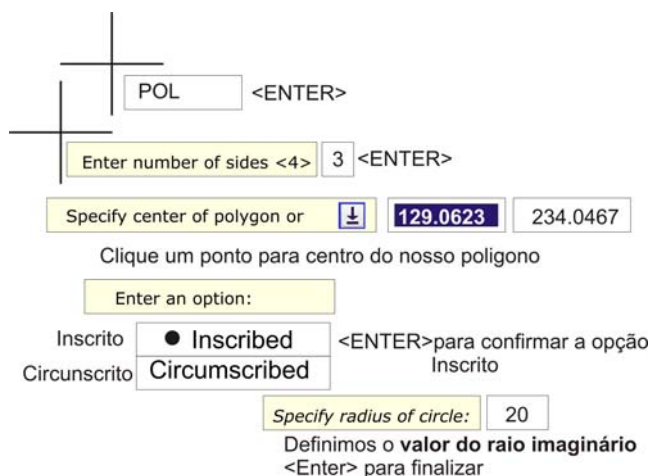 POL <ENTER>
Enter number of sides <4> 3 <ENTER>
Specify center of polygon or 129.0623 234.0467
Clique um ponto para centro do nosso poligono
Enter an option:
Inscrito ● Inscribed <ENTER>para confirmar a opção
Inscrito
Circunscrito Circumscribed
Specify radius of circle: 20
Definimos o valor do raio imaginário
<Enter> para finalizar